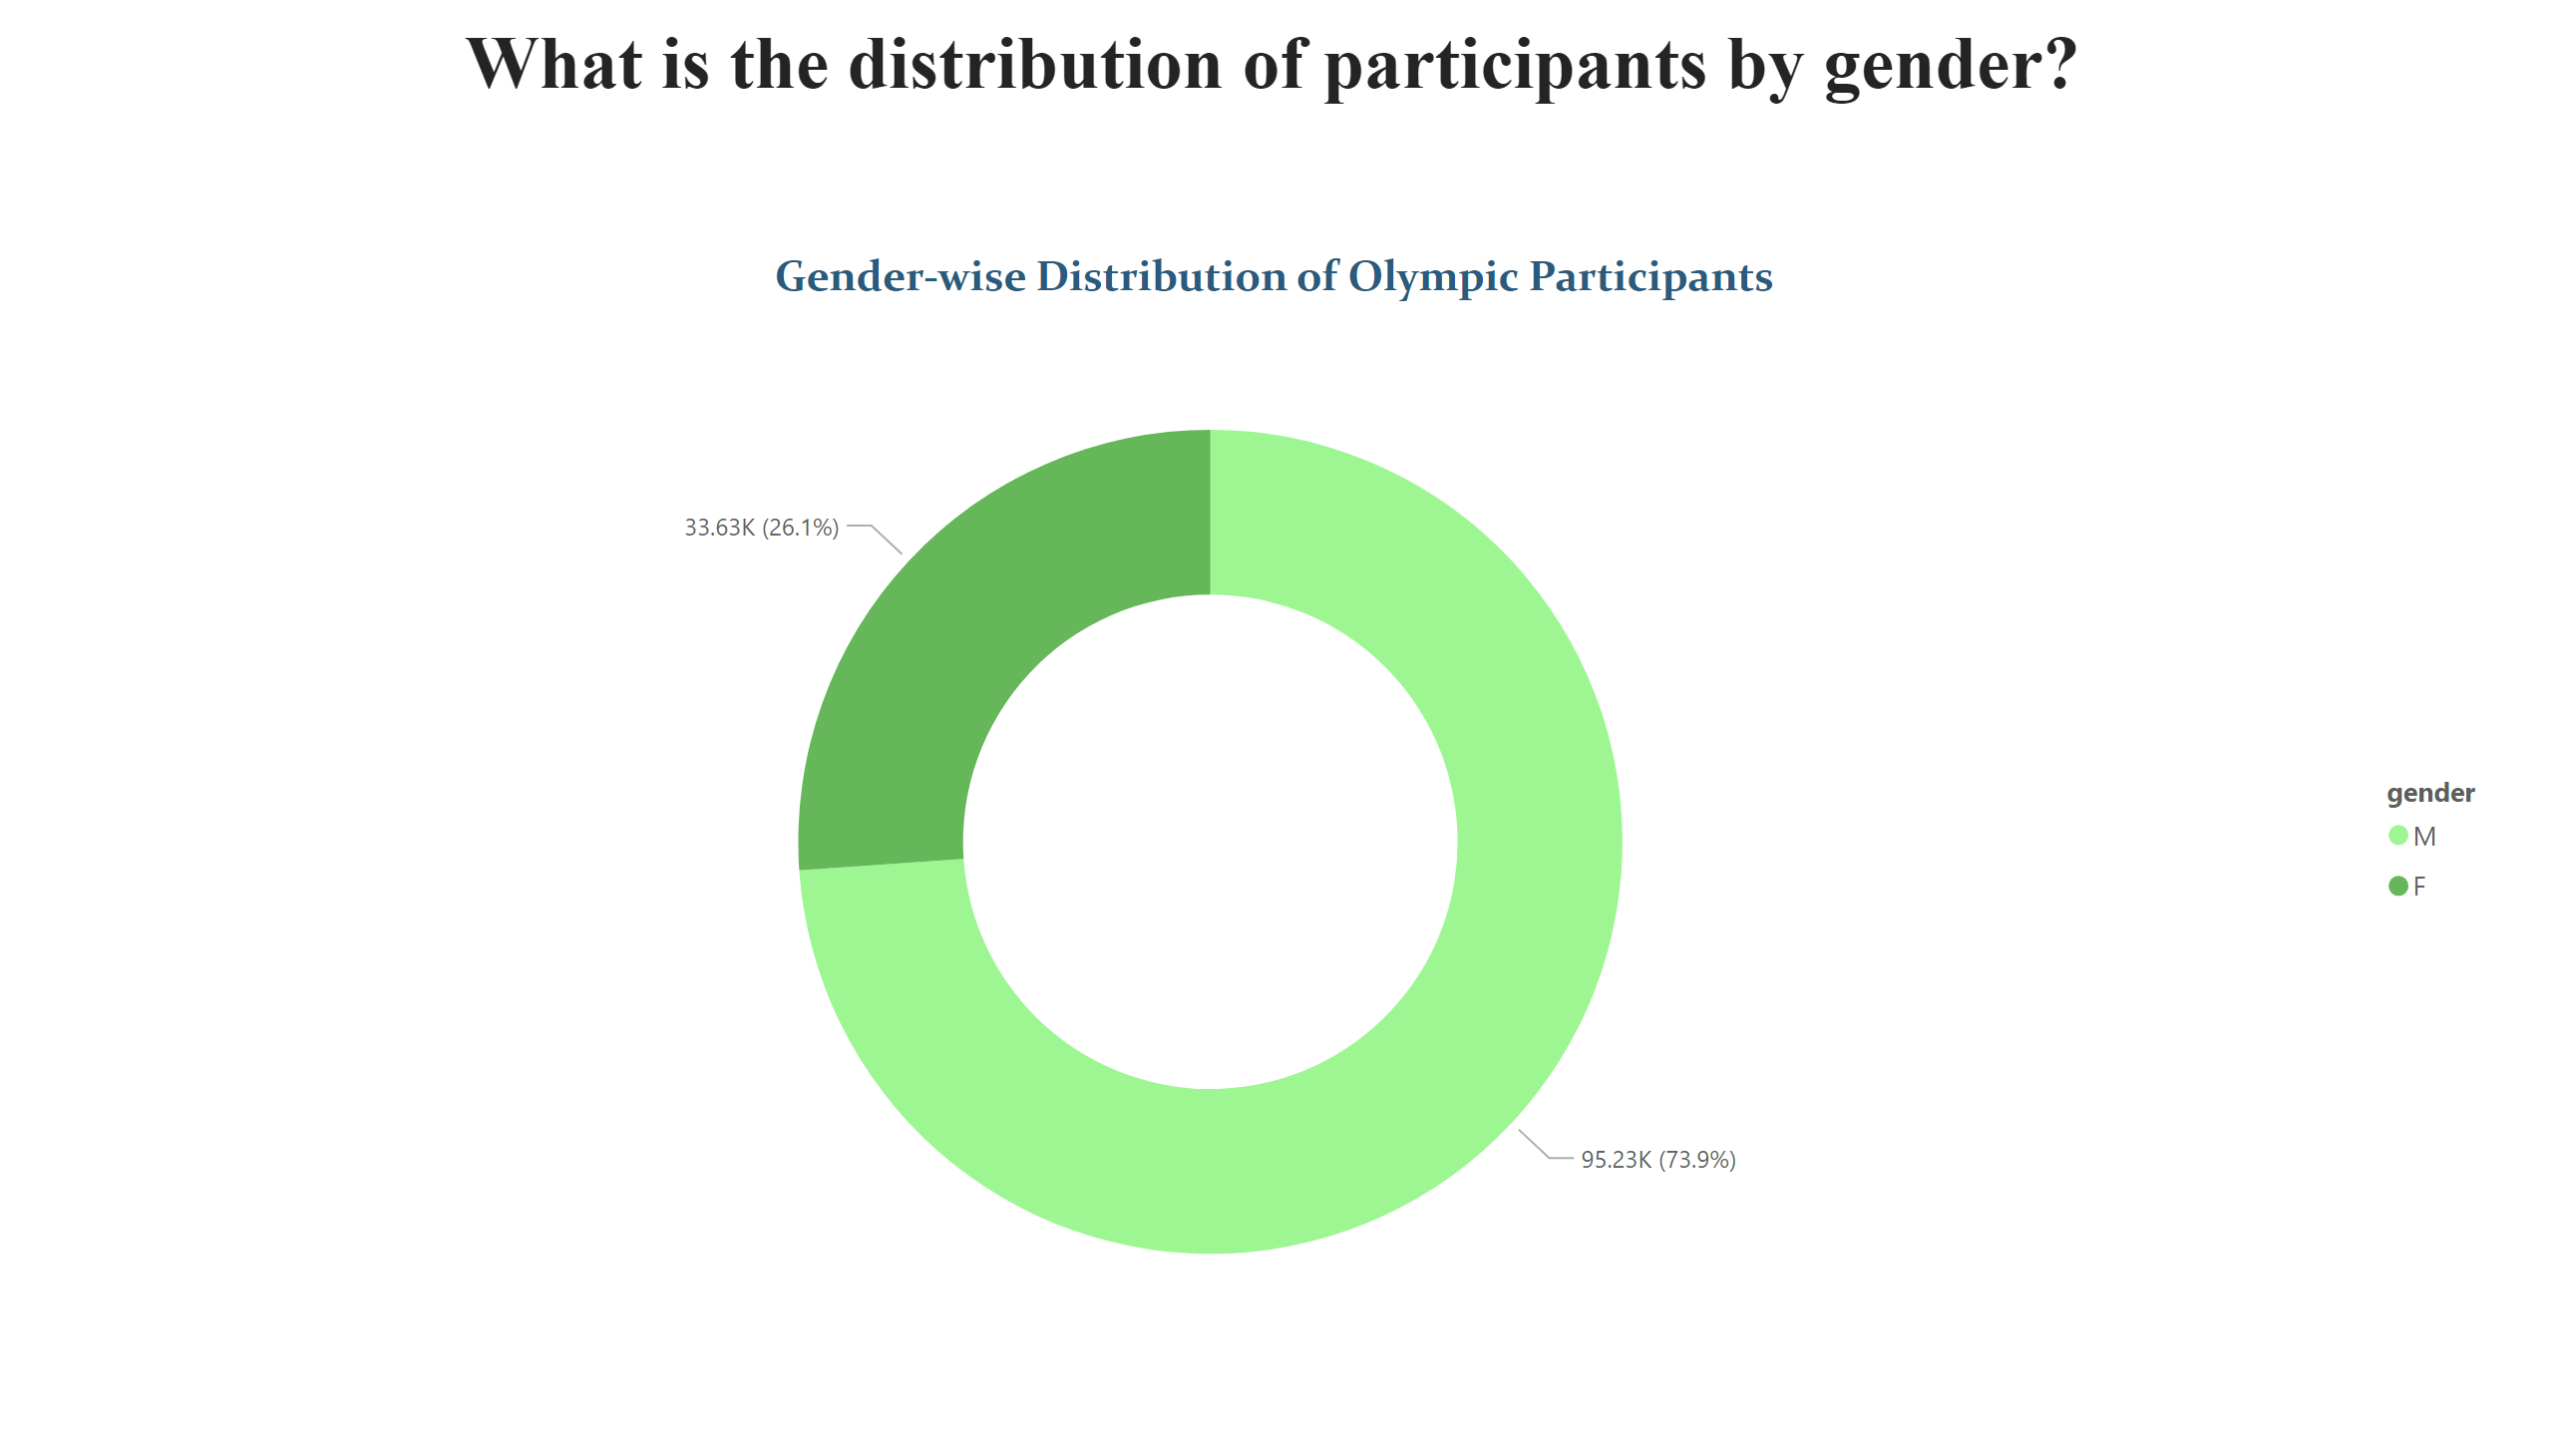 What is the distribution of participants by gender?
Gender-wise Distribution of Olympic Participants
33.63K (26.1%)
95.23K (73.9%)
gender
M
F